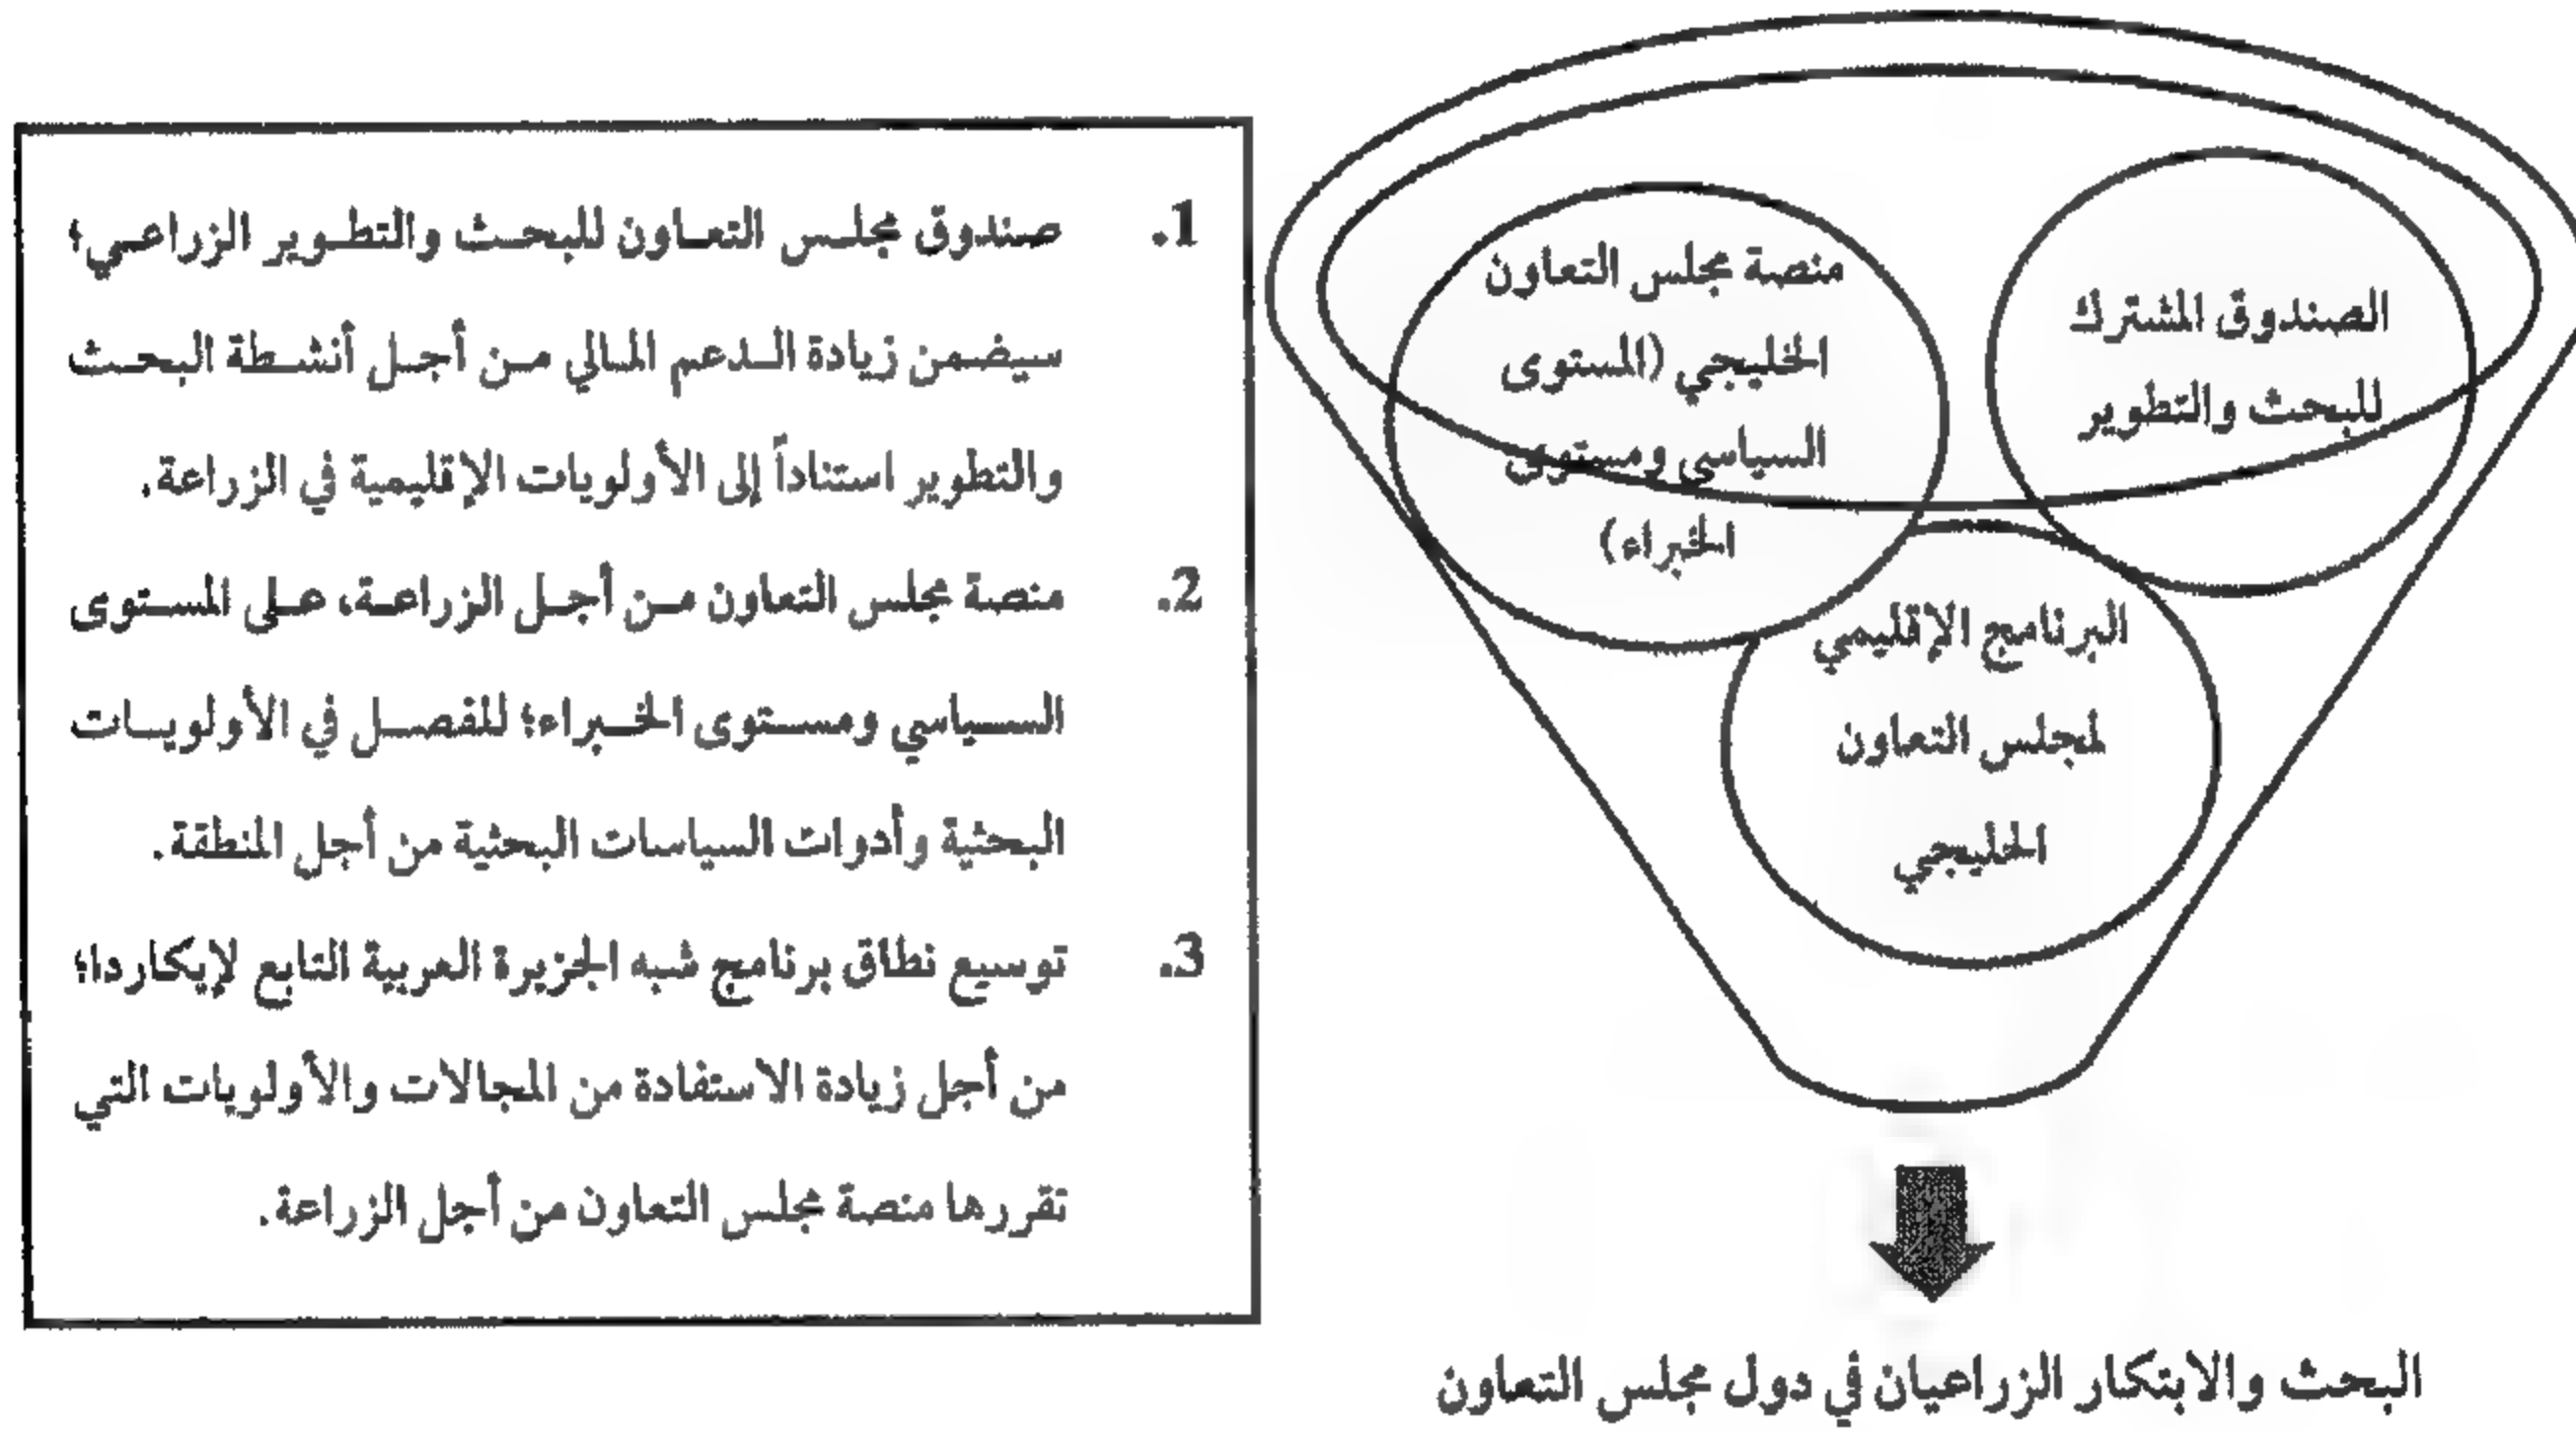 الصندوق المشترك
للبحث والتطوير
منصة مجلس التعاون
الخليجي (المستوى
السياسي ومستوى
الخبراء)
البرنامج الإقليمي
لمجلس التعاون
الخليجي
البحث والابتكار الزراعيان في دول مجلس التعاون
1. صندوق مجلس التعاون للبحث والتطوير الزراعي؛
سيضمن زيادة الدعم المالي من أجل أنشطة البحث
والتطوير استناداً إلى الأولويات الإقليمية في الزراعة.
2. منصة مجلس التعاون من أجل الزراعة، على المستوى
السياسي ومستوى الخبراء؛ للفصل في الأولويات
البحثية وأدوات السياسات البحثية من أجل المنطقة.
3. توسيع نطاق برنامج شبه الجزيرة العربية التابع لإيكاردا؛
من أجل زيادة الاستفادة من المجالات والأولويات التي
تقررها منصة مجلس التعاون من أجل الزراعة.